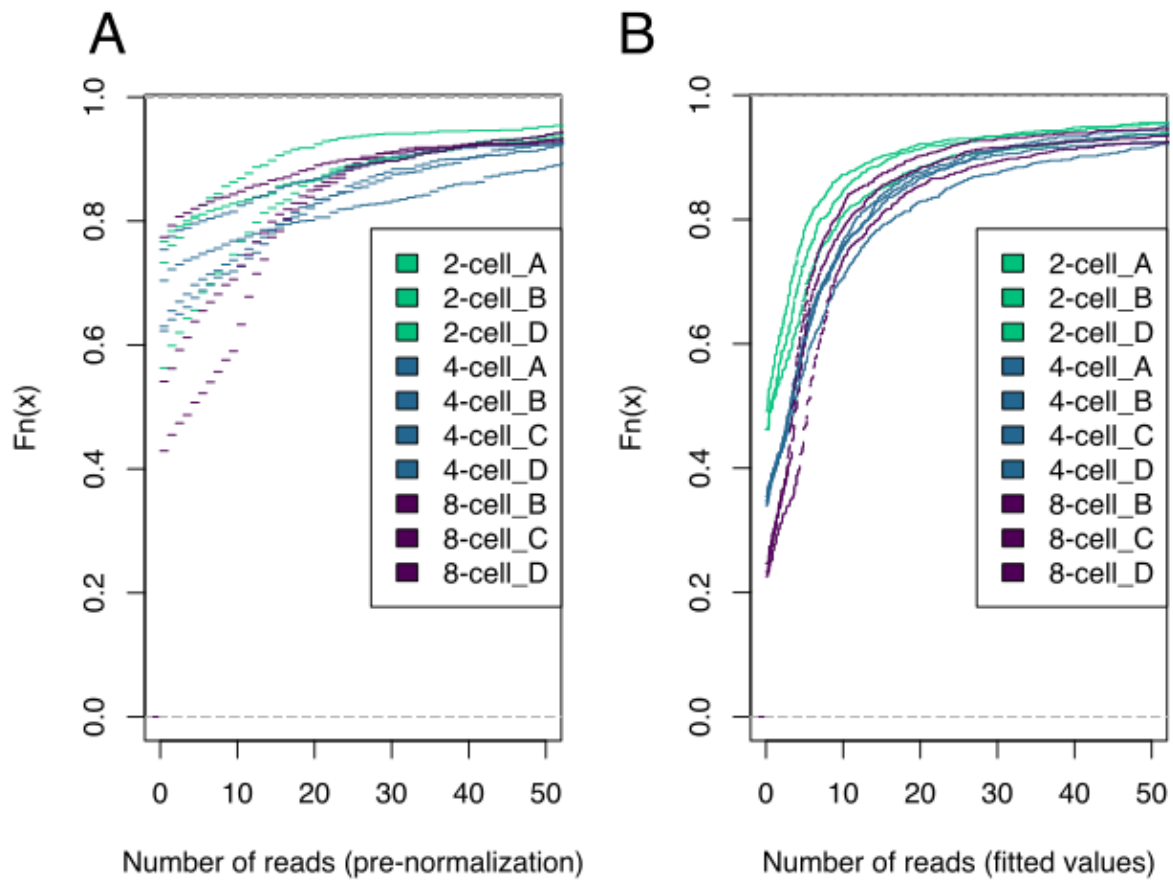 A
Fn(x)
1.0
0.8
0.6
0.4
0.2
0.0
2-cell_A
2-cell_B
2-cell_D
4-cell_A
4-cell_B
4-cell_C
4-cell_D
8-cell_B
8-cell_C
8-cell_D
0 10 20 30 40 50
Number of reads (pre-normalization)
B
Fn(x)
1.0
0.8
0.6
0.4
0.2
0.0
2-cell_A
2-cell_B
2-cell_D
4-cell_A
4-cell_B
4-cell_C
4-cell_D
8-cell_B
8-cell_C
8-cell_D
0 10 20 30 40 50
Number of reads (fitted values)